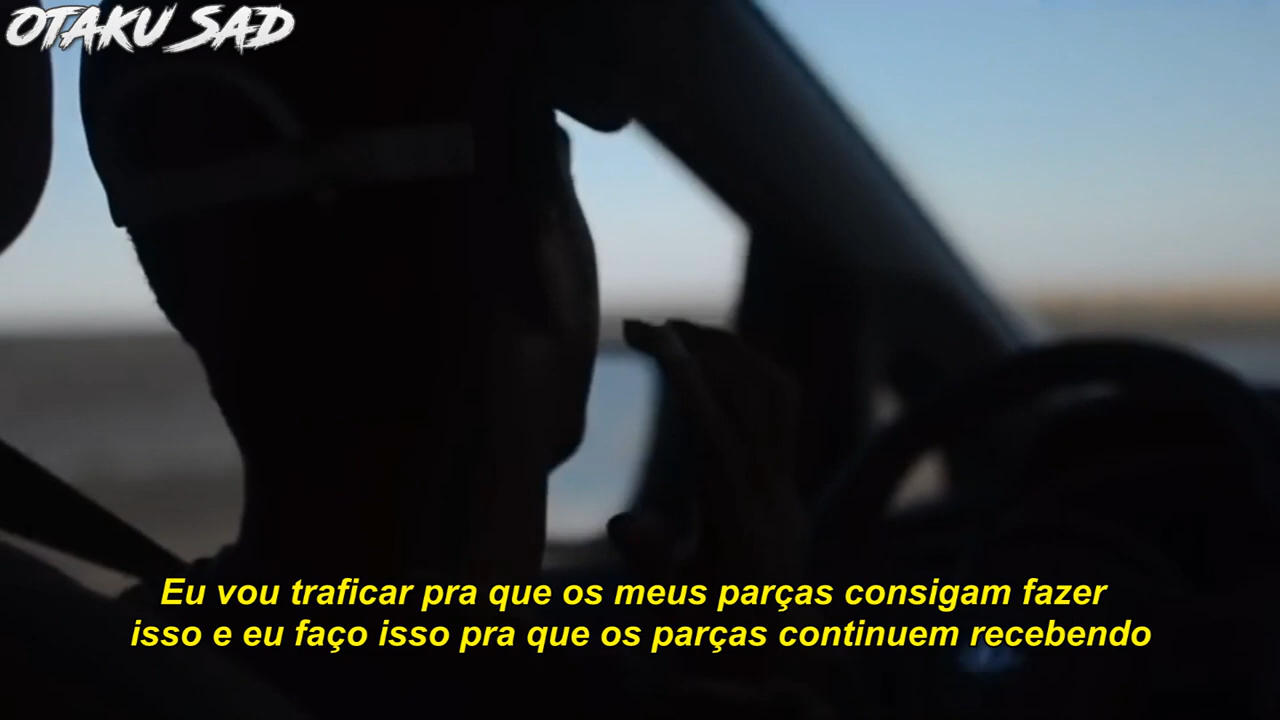 OTAKU SAD
Eu vou traficar pra que os meus parças consigam fazer
isso e eu faço isso pra que os parças continuem recebendo